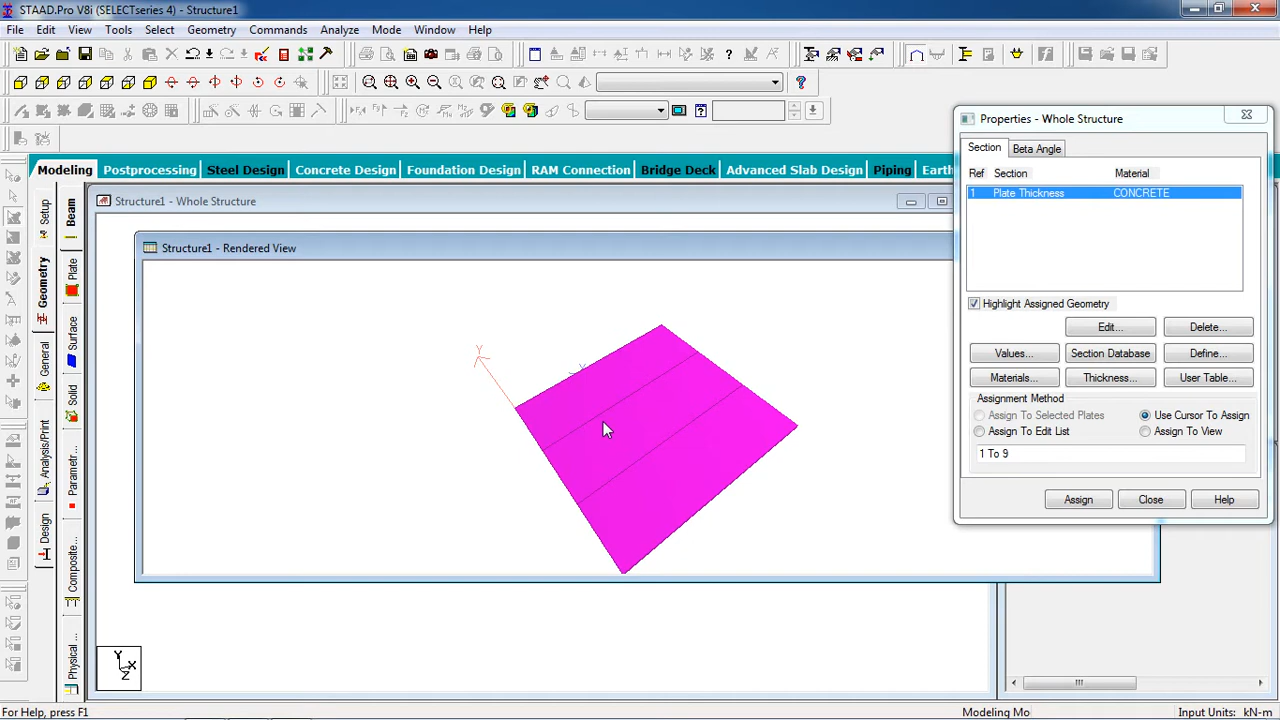 STAAD.Pro V8i (SELECTseries 4) - Structure1
File Edit View Tools Select Geometry Commands Analyze Mode Window Help
Modeling Postprocessing Steel Design Concrete Design Foundation Design RAM Connection Bridge Deck Advanced Slab Design Piping Earth
Setup
Geometry
General
Analysis/Print
Design
Beam
Plate
Surface
Solid
Parametr...
Composite...
Physical ...
Structure1 - Whole Structure
Structure1 - Rendered View
Y
Y
X
Z
Properties - Whole Structure
Section Beta Angle
Ref Section Material
1 Plate Thickness CONCRETE
Highlight Assigned Geometry
Edit... Delete...
Values... Section Database Define...
Materials... Thickness... User Table...
Assignment Method
Assign To Selected Plates Use Cursor To Assign
Assign To Edit List Assign To View
1 To 9
Assign Close Help
For Help, press F1 Modeling Mo Input Units: kN-m